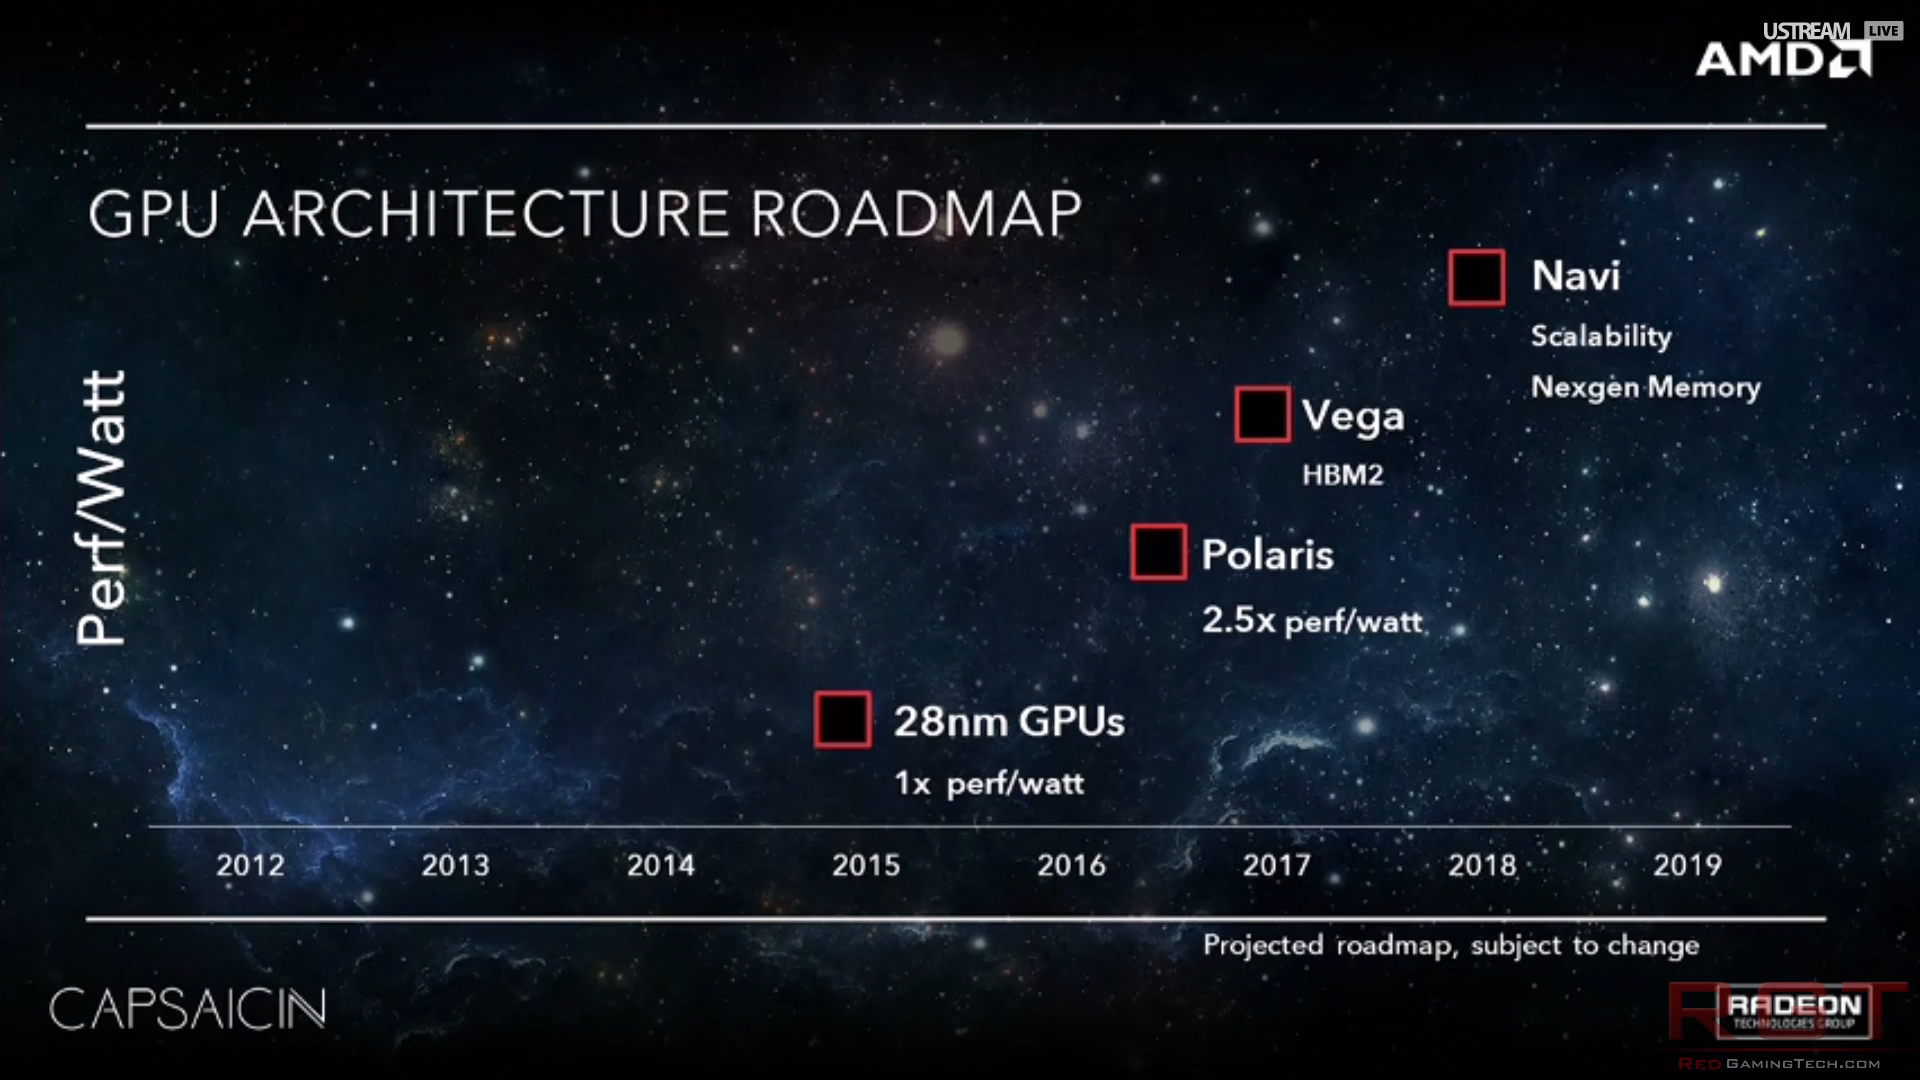 USTREAM LIVE
AMD
GPU ARCHITECTURE ROADMAP
Navi
Scalability
Nexgen Memory
Vega
HBM2
Perf/Watt
Polaris
2.5x perf/watt
28nm GPUs
1x perf/watt
2012 2013 2014 2015 2016 2017 2018 2019
Projected roadmap, subject to change
CAPSAICIN
RGT
RADEON
TECHNOLOGIES GROUP
REDGAMINGTECH.COM